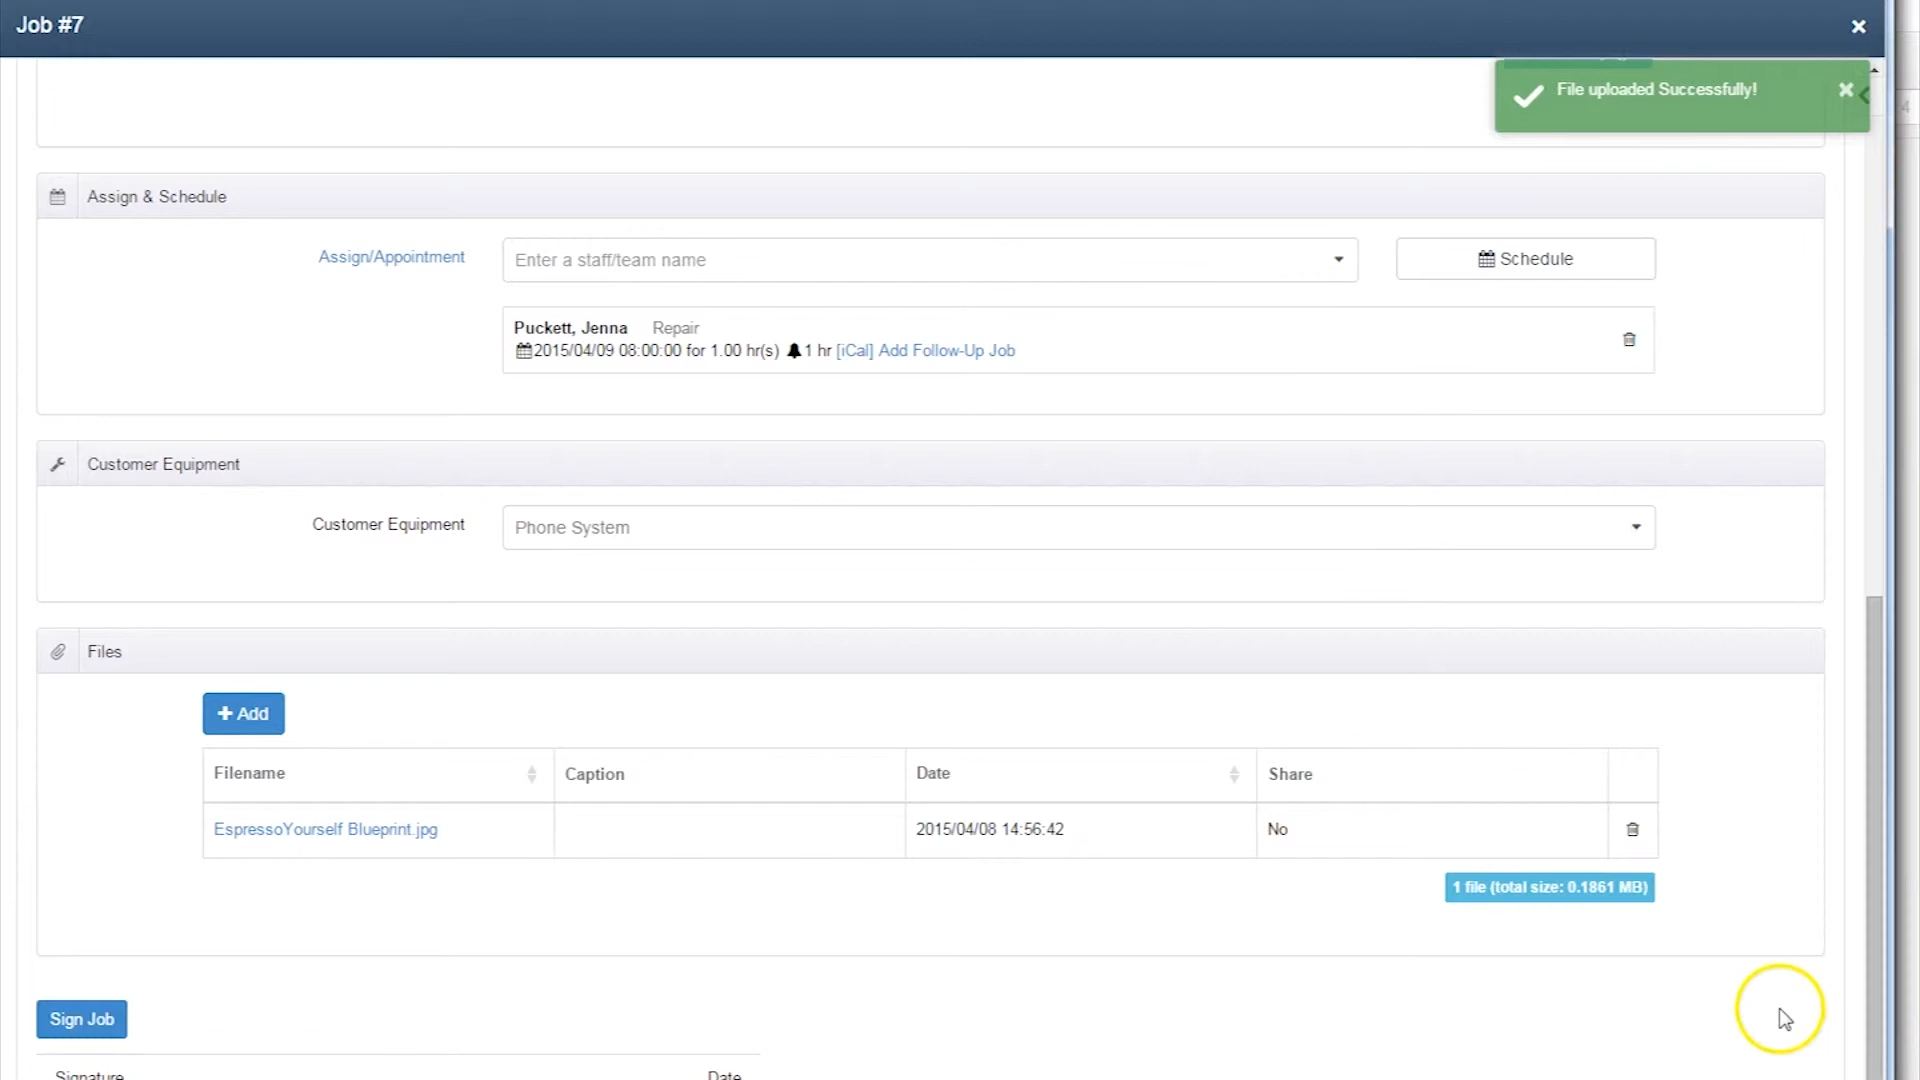 Job #7
File uploaded Successfully!
4
Assign & Schedule
Assign/Appointment
Enter a staff/team name
Schedule
Puckett, Jenna Repair
2015/04/09 08:00:00 for 1.00 hr(s) 1 hr [iCal] Add Follow-Up Job
Customer Equipment
Customer Equipment
Phone System
Files
+ Add
Filename Caption Date Share
EspressoYourself Blueprint.jpg 2015/04/08 14:56:42 No
1 file (total size: 0.1861 MB)
Sign Job
Signature Date